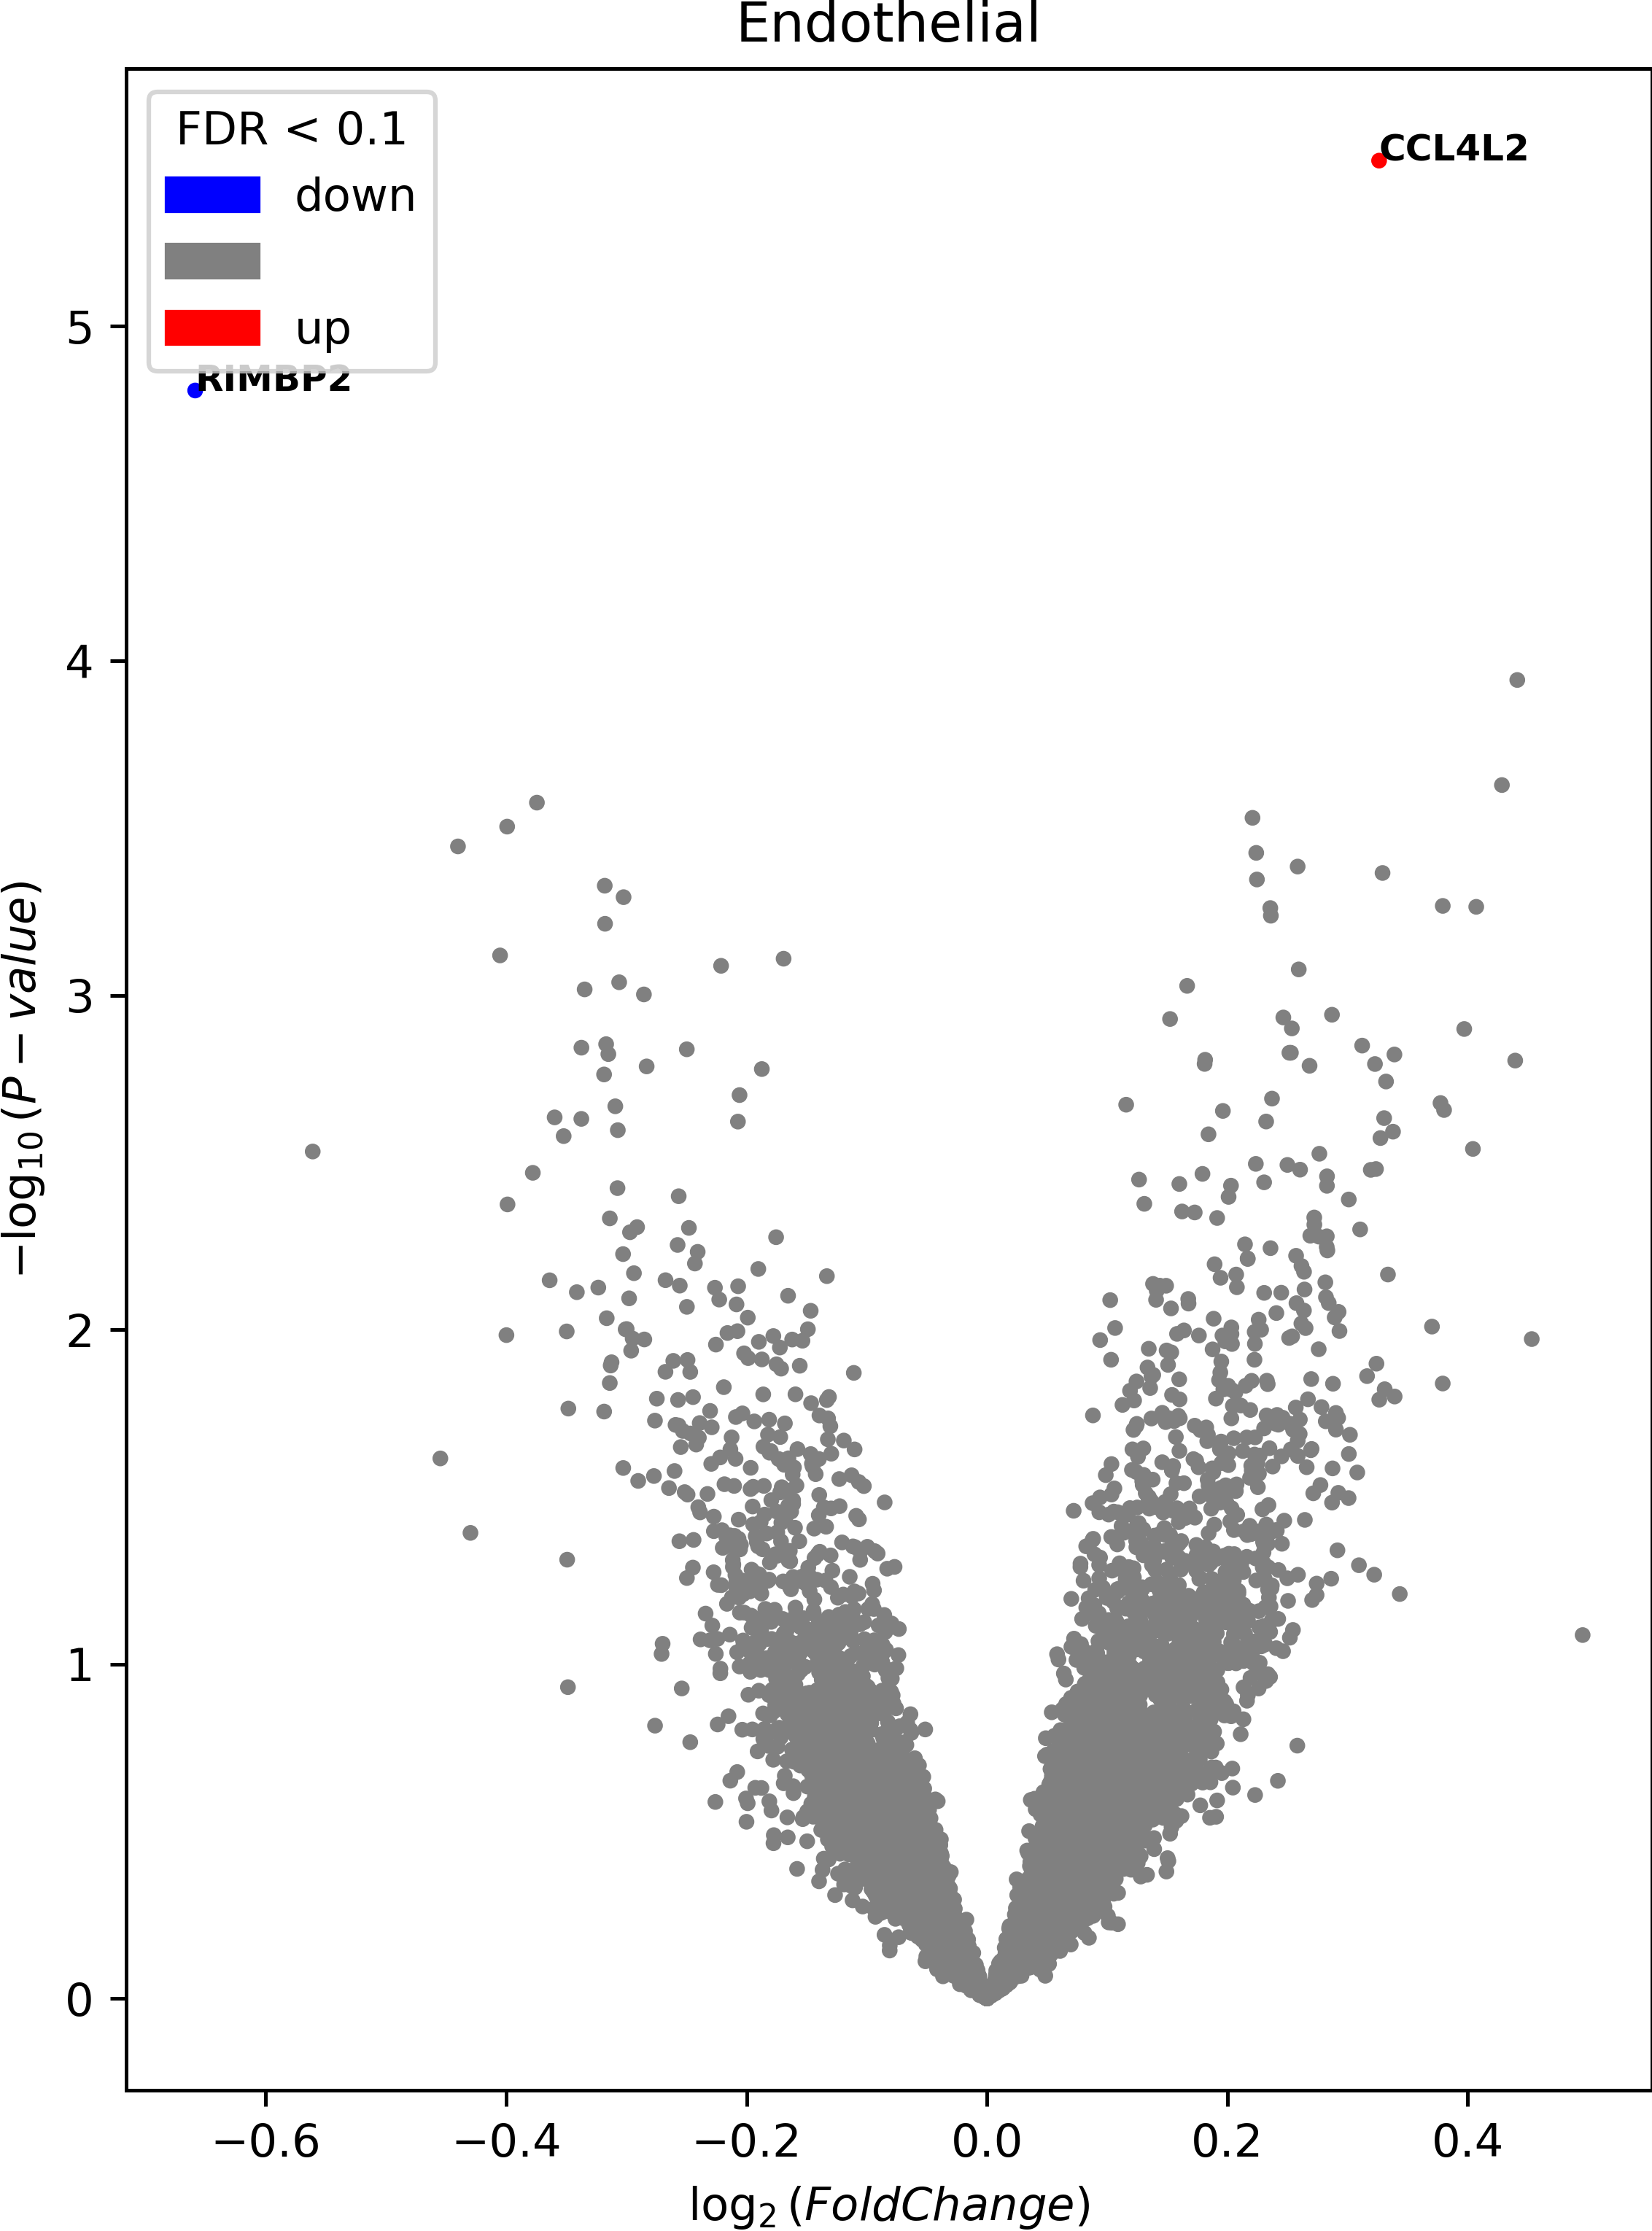 Endothelial
FDR < 0.1
down
up
CCL4L2
RIMBP2
5
4
3
2
1
0
−log₁₀(P − value)
−0.6 −0.4 −0.2 0.0 0.2 0.4
log₂(FoldChange)